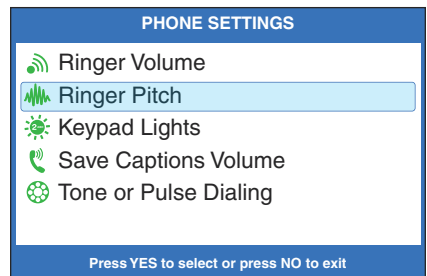 PHONE SETTINGS
Ringer Volume
Ringer Pitch
Keypad Lights
Save Captions Volume
Tone or Pulse Dialing
Press YES to select or press NO to exit